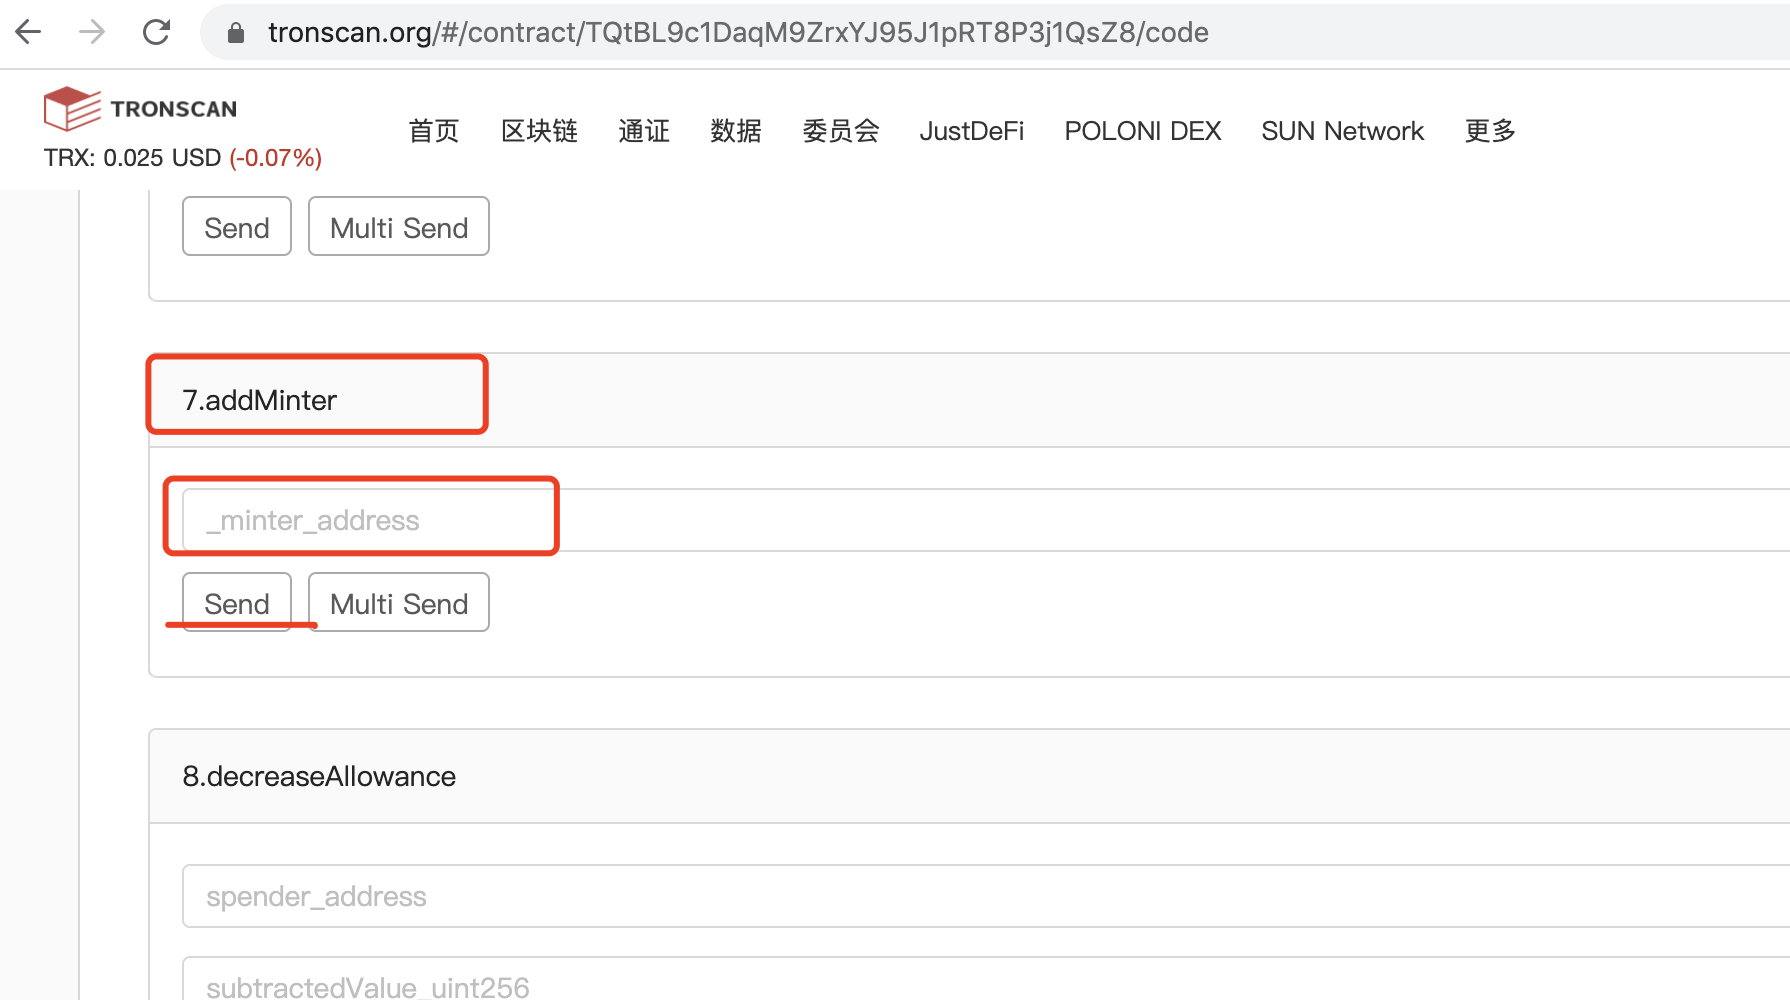 tronscan.org/#/contract/TQtBL9c1DaqM9ZrxYJ95J1pRT8P3j1QsZ8/code
TRONSCAN
TRX: 0.025 USD (-0.07%)
首页 区块链 通证 数据 委员会 JustDeFi POLONI DEX SUN Network 更多
Send Multi Send
7.addMinter
_minter_address
Send Multi Send
8.decreaseAllowance
spender_address
subtractedValue_uint256